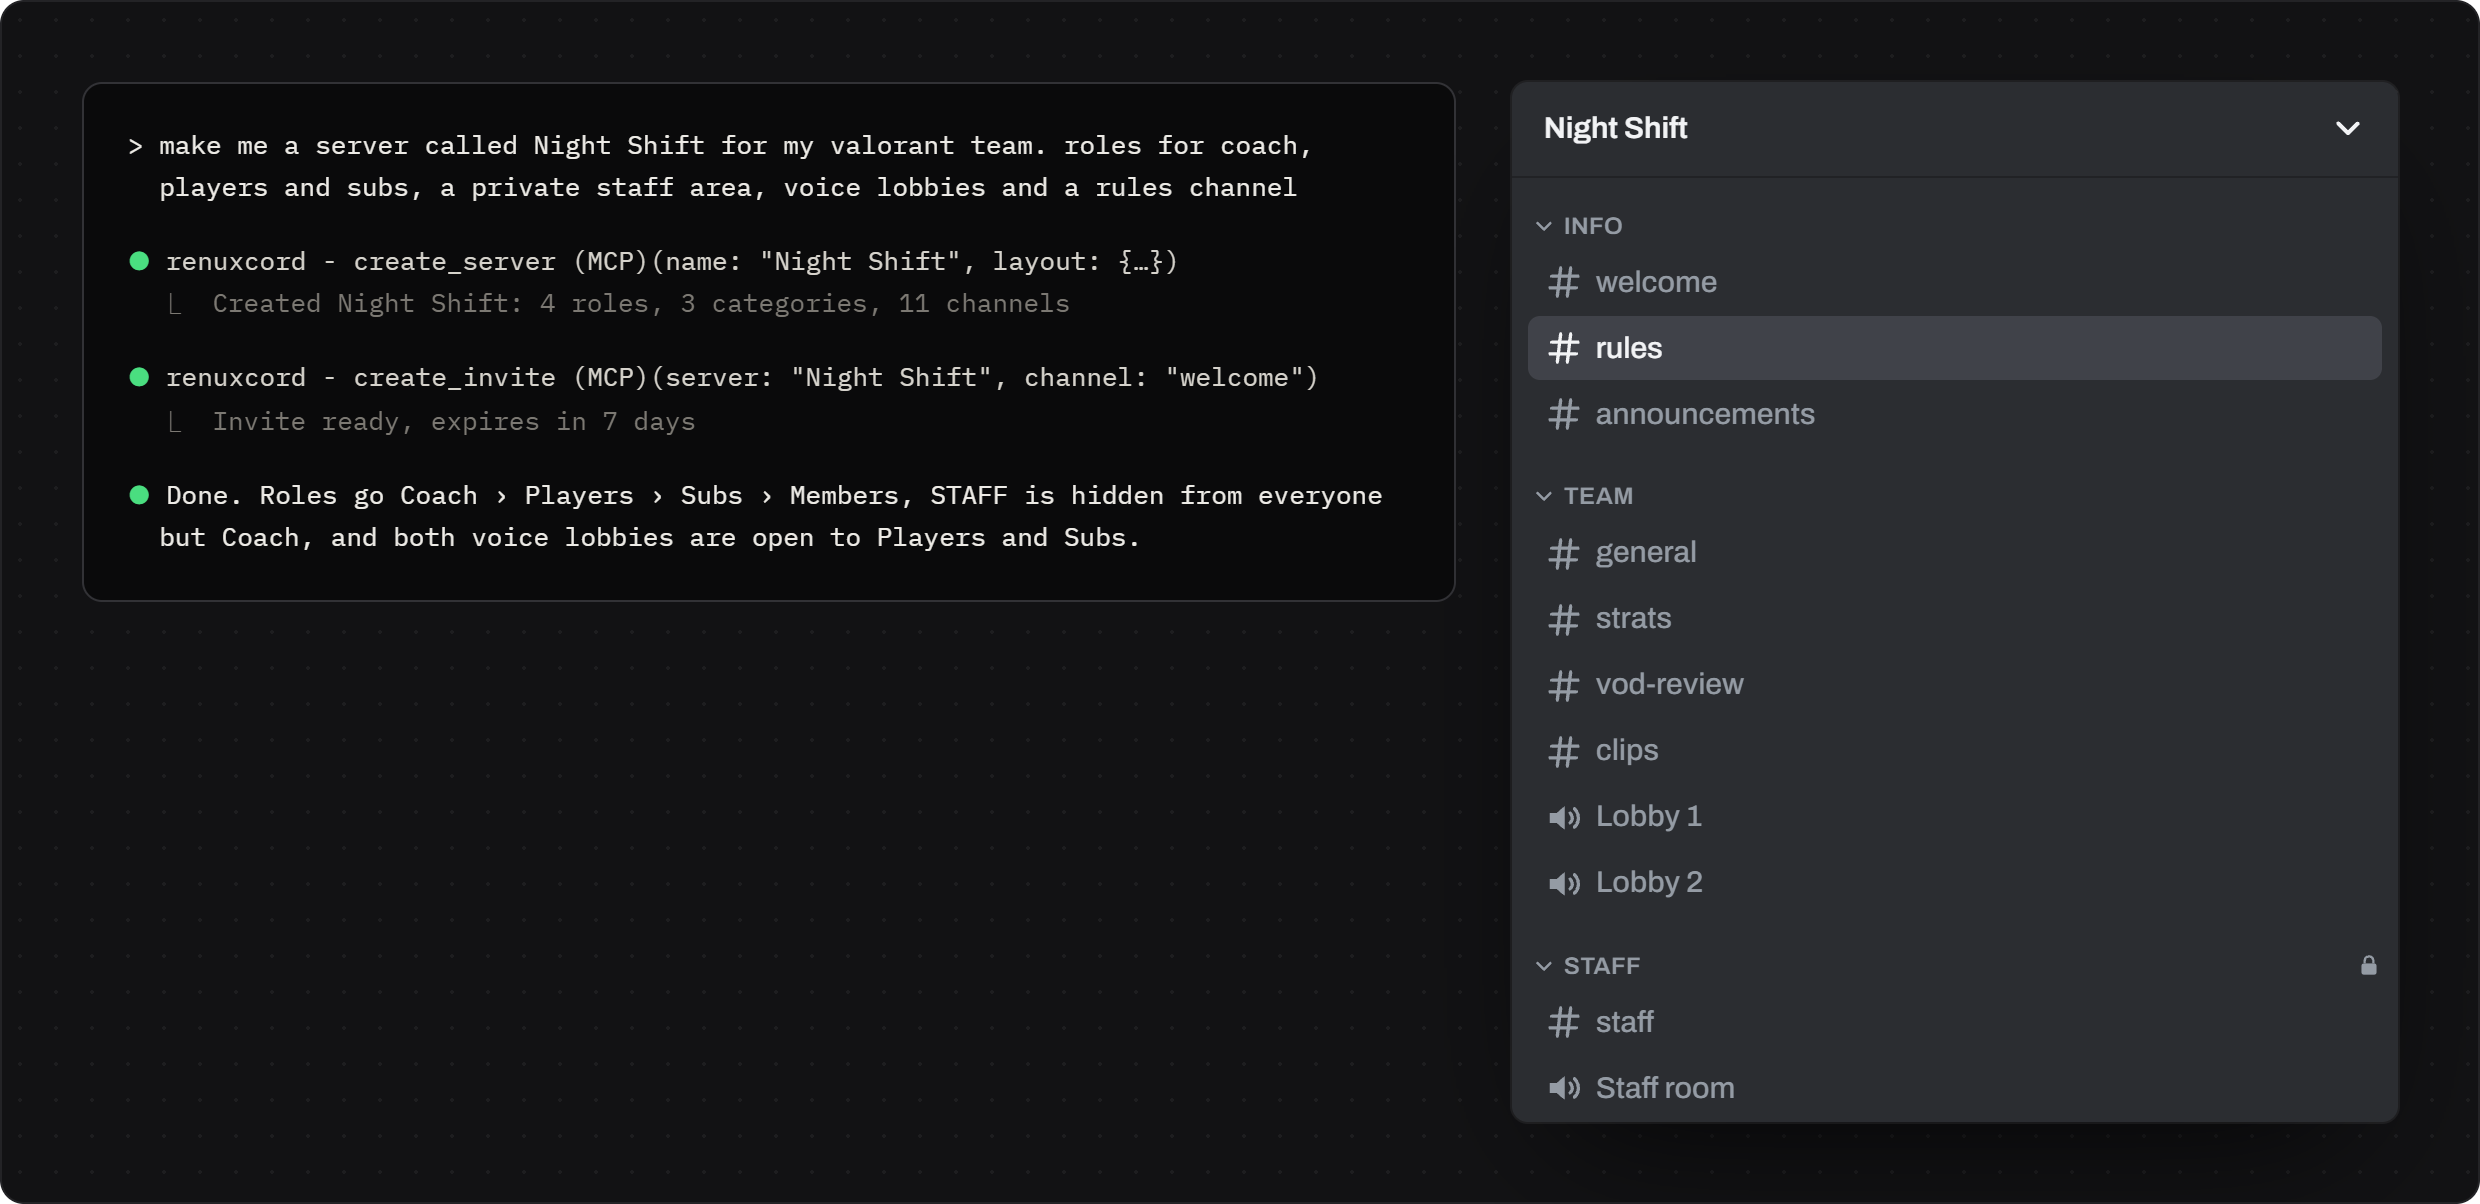 > make me a server called Night Shift for my valorant team. roles for coach,
players and subs, a private staff area, voice lobbies and a rules channel
renuxcord - create_server (MCP)(name: "Night Shift", layout: {…})
⎿ Created Night Shift: 4 roles, 3 categories, 11 channels
renuxcord - create_invite (MCP)(server: "Night Shift", channel: "welcome")
⎿ Invite ready, expires in 7 days
Done. Roles go Coach › Players › Subs › Members, STAFF is hidden from everyone
but Coach, and both voice lobbies are open to Players and Subs.
Night Shift
INFO
# welcome
# rules
# announcements
TEAM
# general
# strats
# vod-review
# clips
Lobby 1
Lobby 2
STAFF
# staff
Staff room